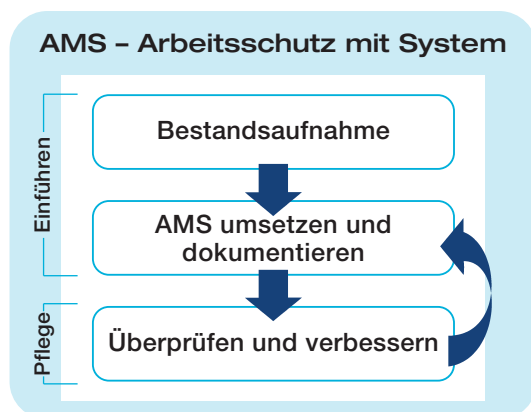 AMS – Arbeitsschutz mit System
Einführen
Bestandsaufnahme
AMS umsetzen und
dokumentieren
Pflege
Überprüfen und verbessern